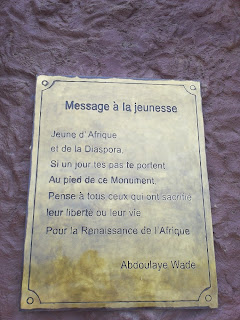 Message à la jeunesse
Jeune d'Afrique
et de la Diaspora.
Si un jour tes pas te portent
Au pied de ce Monument,
Pense à tous ceux qui ont sacrifié
leur liberté ou leur vie
Pour la Renaissance de l'Afrique
Abdoulaye Wade